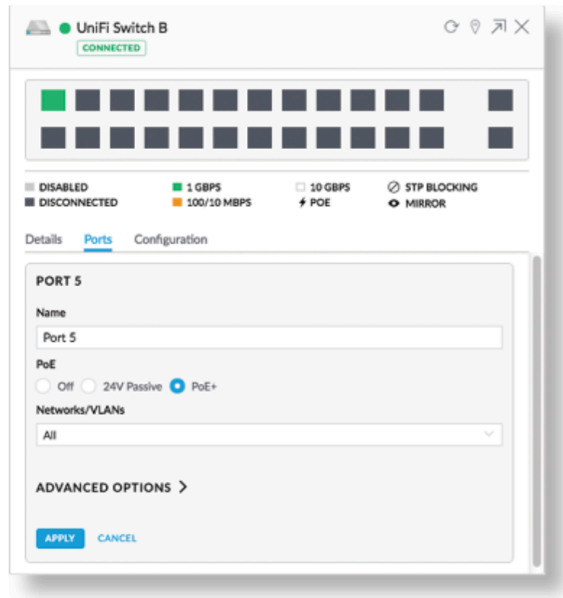 UniFi Switch B
CONNECTED
DISABLED 1 GBPS 10 GBPS STP BLOCKING
DISCONNECTED 100/10 MBPS POE MIRROR
Details Ports Configuration
PORT 5
Name
Port 5
PoE
Off 24V Passive PoE+
Networks/VLANs
All
ADVANCED OPTIONS
APPLY CANCEL